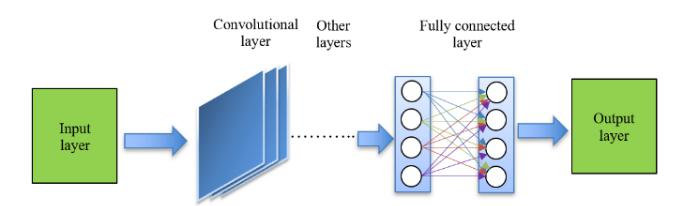 Convolutional
layer
Other
layers
Fully connected
layer
Input
layer
Output
layer